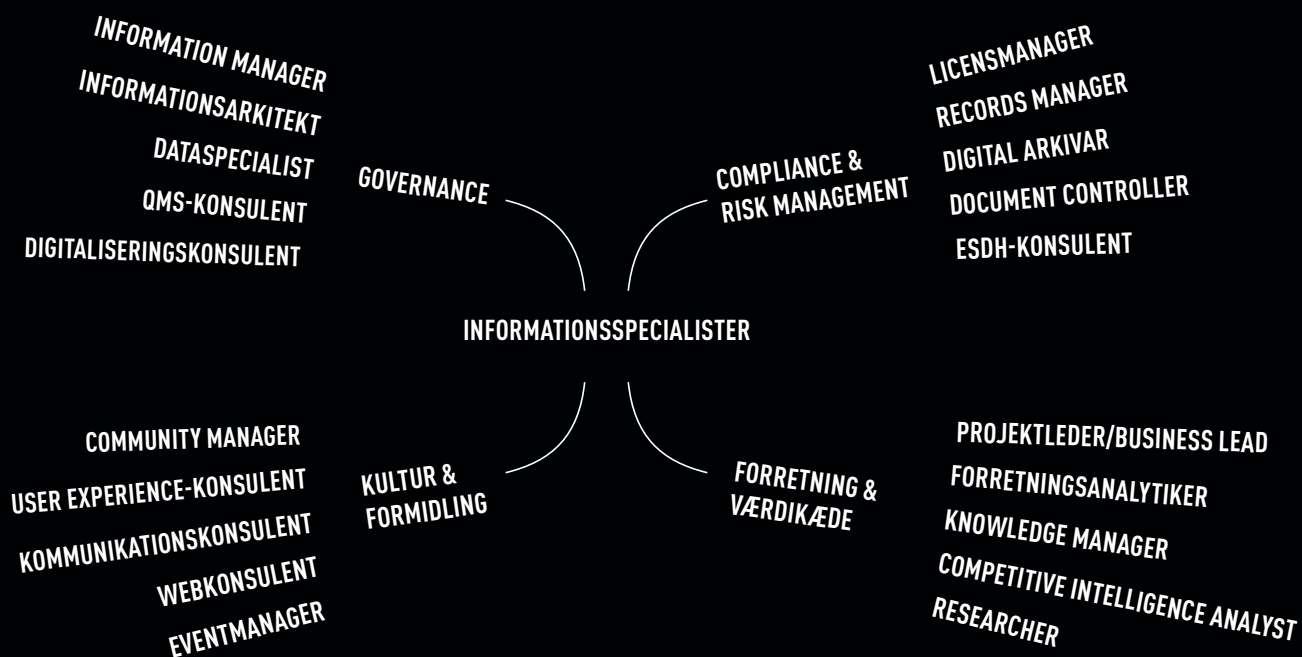 INFORMATION MANAGER
INFORMATIONSARKITEKT
DATASPECIALIST
QMS-KONSULENT
DIGITALISERINGSKONSULENT
GOVERNANCE
COMPLIANCE &
RISK MANAGEMENT
LICENSMANAGER
RECORDS MANAGER
DIGITAL ARKIVAR
DOCUMENT CONTROLLER
ESDH-KONSULENT
INFORMATIONSSPECIALISTER
COMMUNITY MANAGER
USER EXPERIENCE-KONSULENT
KOMMUNIKATIONSKONSULENT
WEBKONSULENT
EVENTMANAGER
KULTUR &
FORMIDLING
FORRETNING &
VÆRDIKÆDE
PROJEKTLEDER/BUSINESS LEAD
FORRETNINGSANALYTIKER
KNOWLEDGE MANAGER
COMPETITIVE INTELLIGENCE ANALYST
RESEARCHER